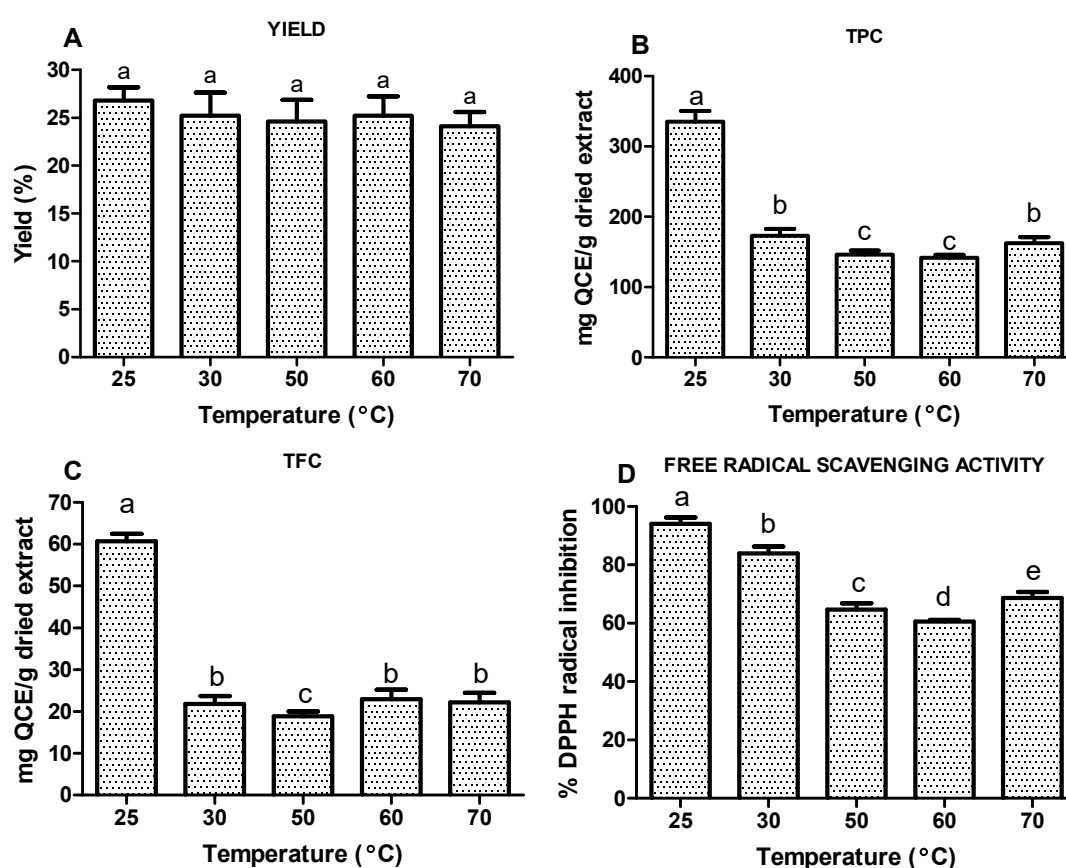 A
YIELD
Yield (%)
30
25
20
15
10
5
0
a a a a a
25 30 50 60 70
Temperature (°C)
B
TPC
mg QCE/g dried extract
400
300
200
100
0
a b c c b
25 30 50 60 70
Temperature (°C)
C
TFC
mg QCE/g dried extract
70
60
50
40
30
20
10
0
a b c b b
25 30 50 60 70
Temperature (°C)
D
FREE RADICAL SCAVENGING ACTIVITY
% DPPH radical inhibition
100
80
60
40
20
0
a b c d e
25 30 50 60 70
Temperature (°C)